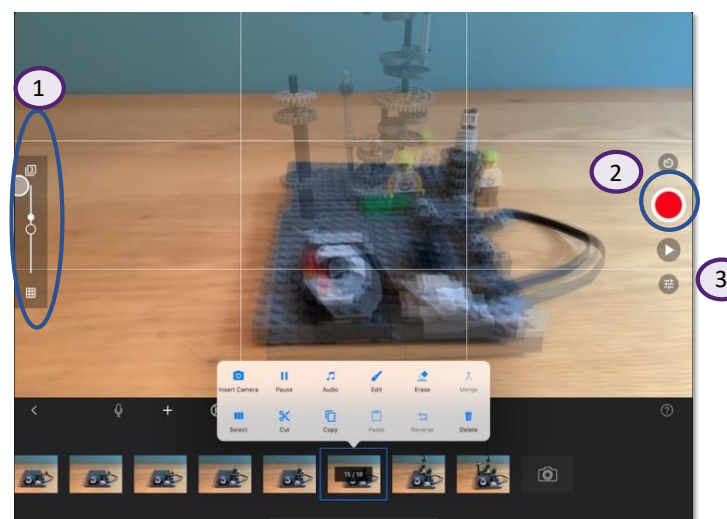 1
2
3
Insert Camera Pause Audio Edit Erase Merge
Select Cut Copy Paste Reverse Delete
15 / 18